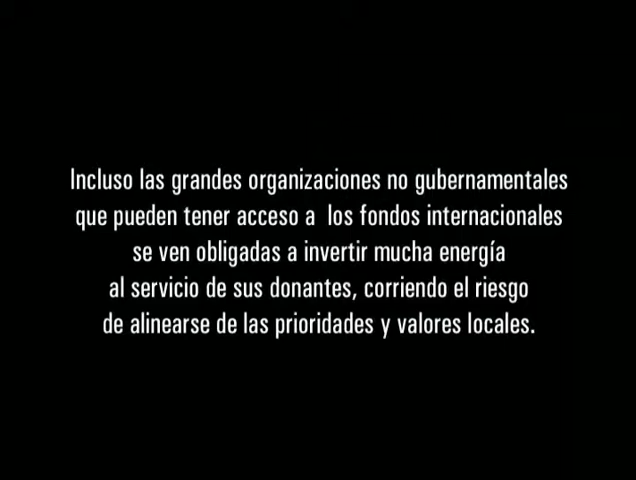 Incluso las grandes organizaciones no gubernamentales
que pueden tener acceso a  los fondos internacionales
se ven obligadas a invertir mucha energía
al servicio de sus donantes, corriendo el riesgo
de alinearse de las prioridades y valores locales.